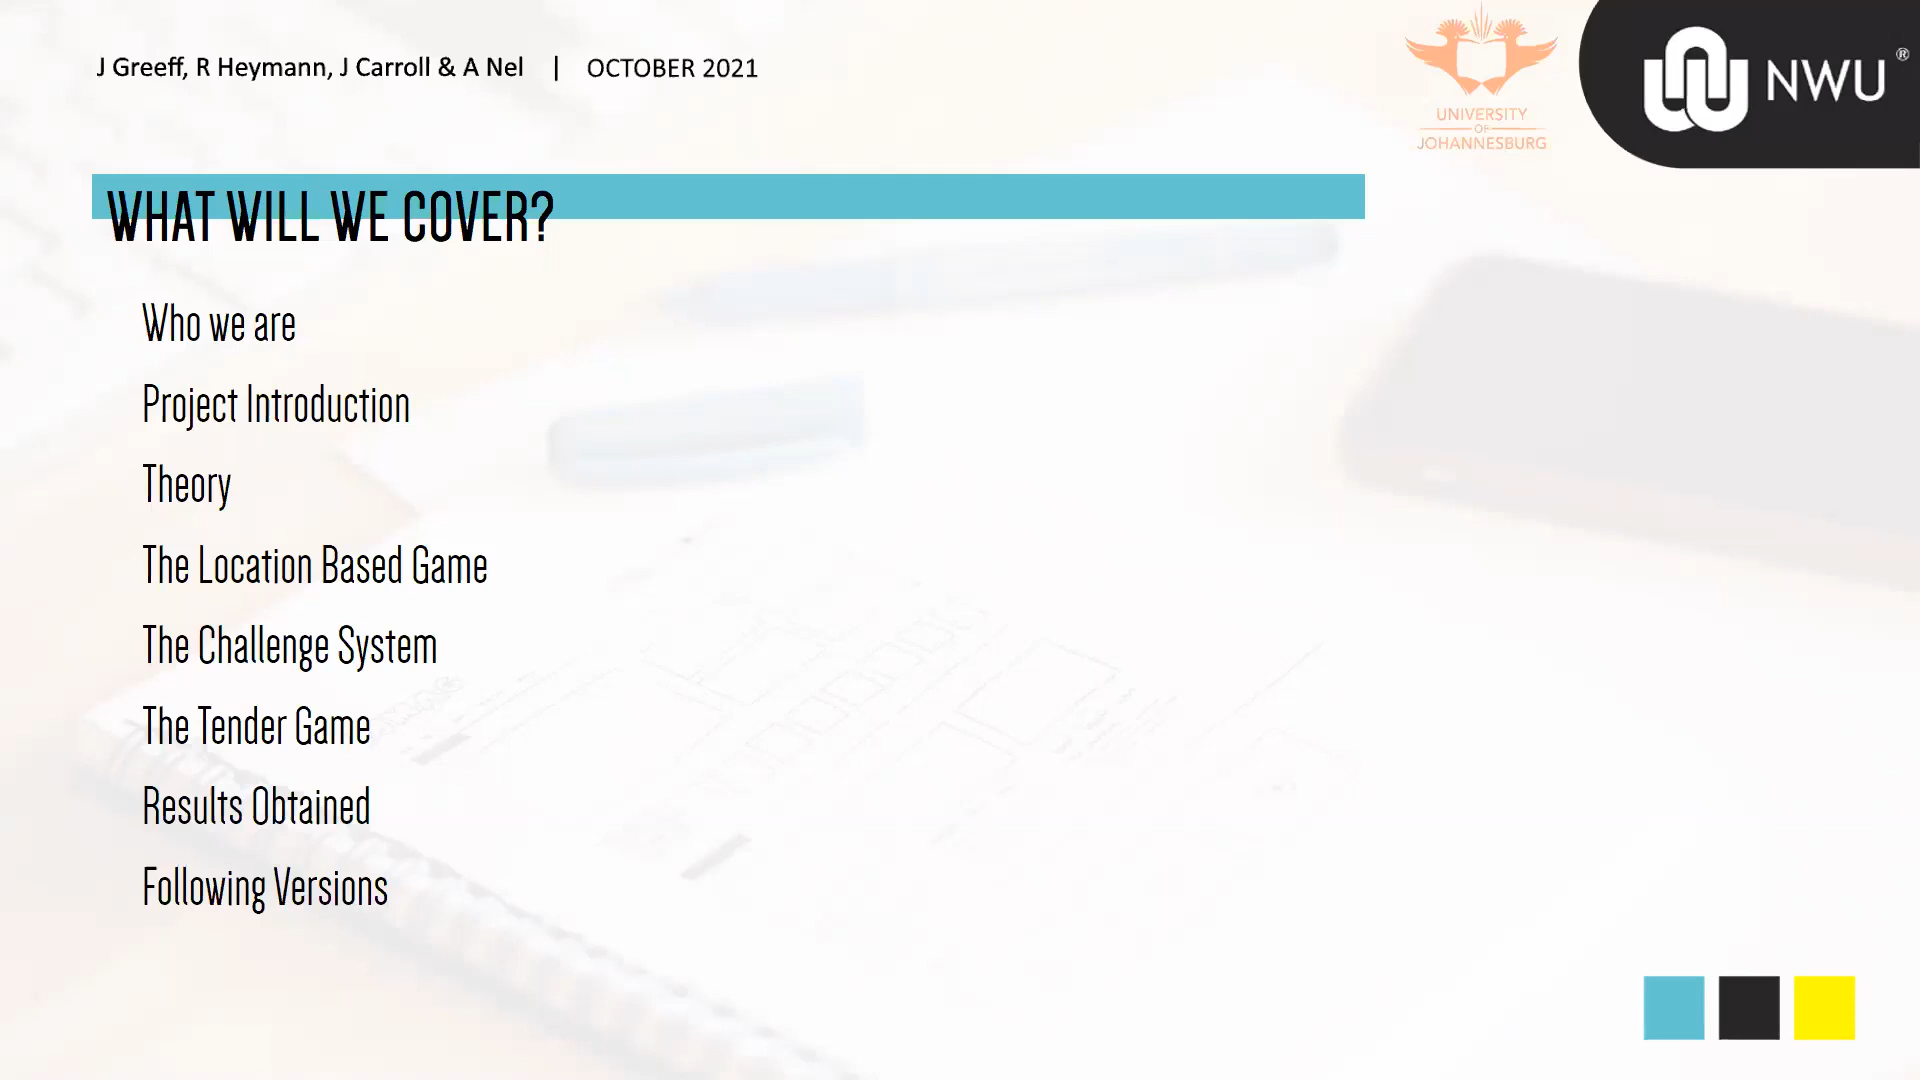 J Greeff, R Heymann, J Carroll & A Nel | OCTOBER 2021
UNIVERSITY
OF
JOHANNESBURG
NWU ®
WHAT WILL WE COVER?
Who we are
Project Introduction
Theory
The Location Based Game
The Challenge System
The Tender Game
Results Obtained
Following Versions